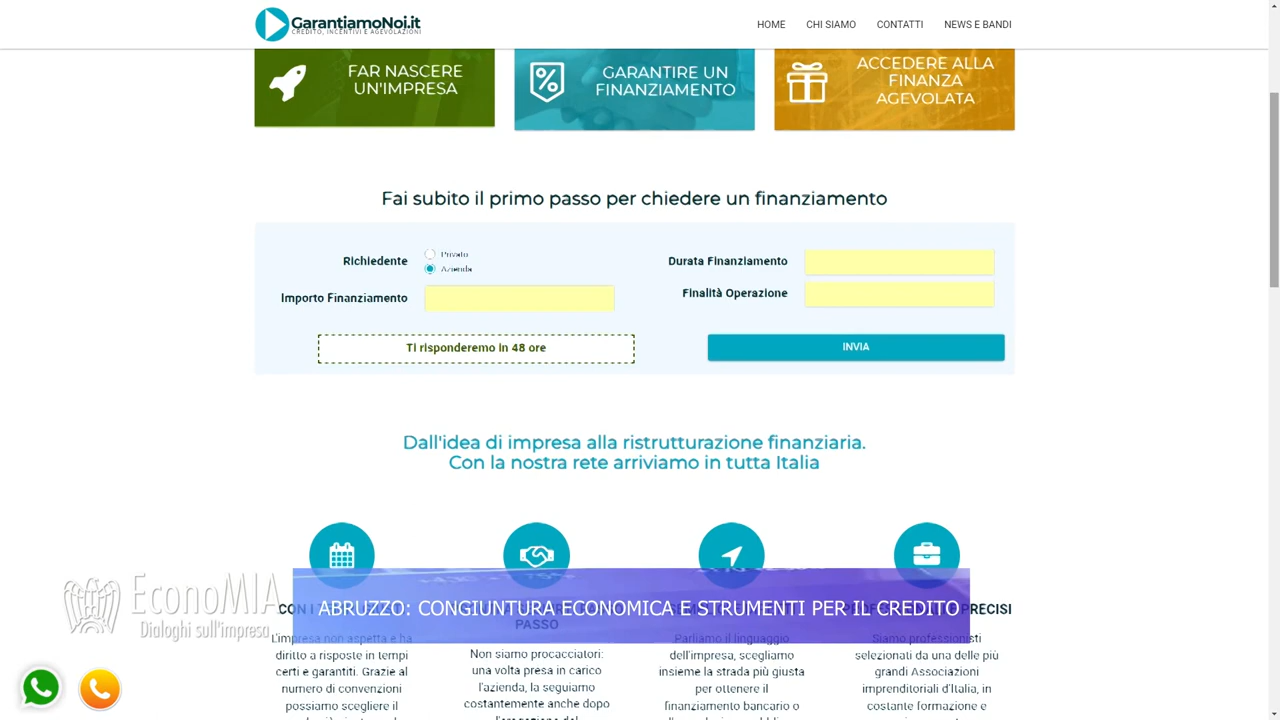 GarantiamoNoi.it
CREDITO, INCENTIVI E AGEVOLAZIONI
HOME
CHI SIAMO
CONTATTI
NEWS E BANDI
FAR NASCERE
UN'IMPRESA
GARANTIRE UN
FINANZIAMENTO
ACCEDERE ALLA
FINANZA
AGEVOLATA
Fai subito il primo passo per chiedere un finanziamento
Richiedente
Privato
Azienda
Importo Finanziamento
Durata Finanziamento
Finalità Operazione
Ti risponderemo in 48 ore
INVIA
Dall'idea di impresa alla ristrutturazione finanziaria.
Con la nostra rete arriviamo in tutta Italia
EconoMIA
Dialoghi sull'impresa
ABRUZZO: CONGIUNTURA ECONOMICA E STRUMENTI PER IL CREDITO
CON I
L'impresa non aspetta e ha
diritto a risposte in tempi
certi e garantiti. Grazie al
numero di convenzioni
possiamo scegliere il
PASSO
Non siamo procacciatori:
una volta presa in carico
l'azienda, la seguiamo
costantemente anche dopo
Parliamo il linguaggio
dell'impresa, scegliamo
insieme la strada più giusta
per ottenere il
finanziamento bancario o
PRECISI
Siamo professionisti
selezionati da una delle più
grandi Associazioni
imprenditoriali d'Italia, in
costante formazione e